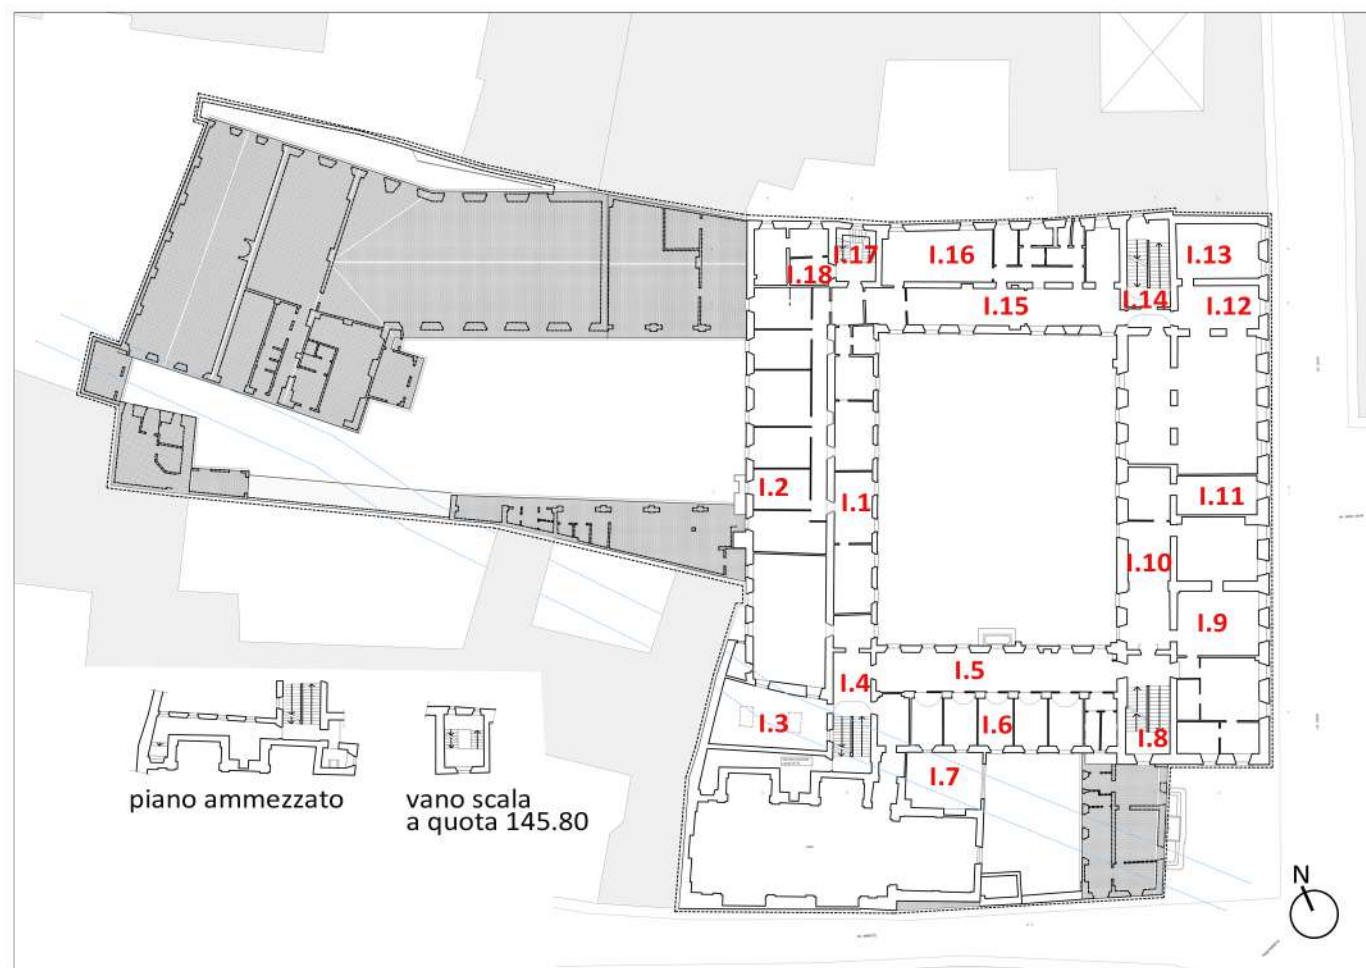 I.17
I.16
I.13
I.18
I.15
I.14
I.12
I.2
I.1
I.11
I.10
I.9
I.5
I.4
I.3
I.6
I.8
I.7
piano ammezzato
vano scala
a quota 145.80
N